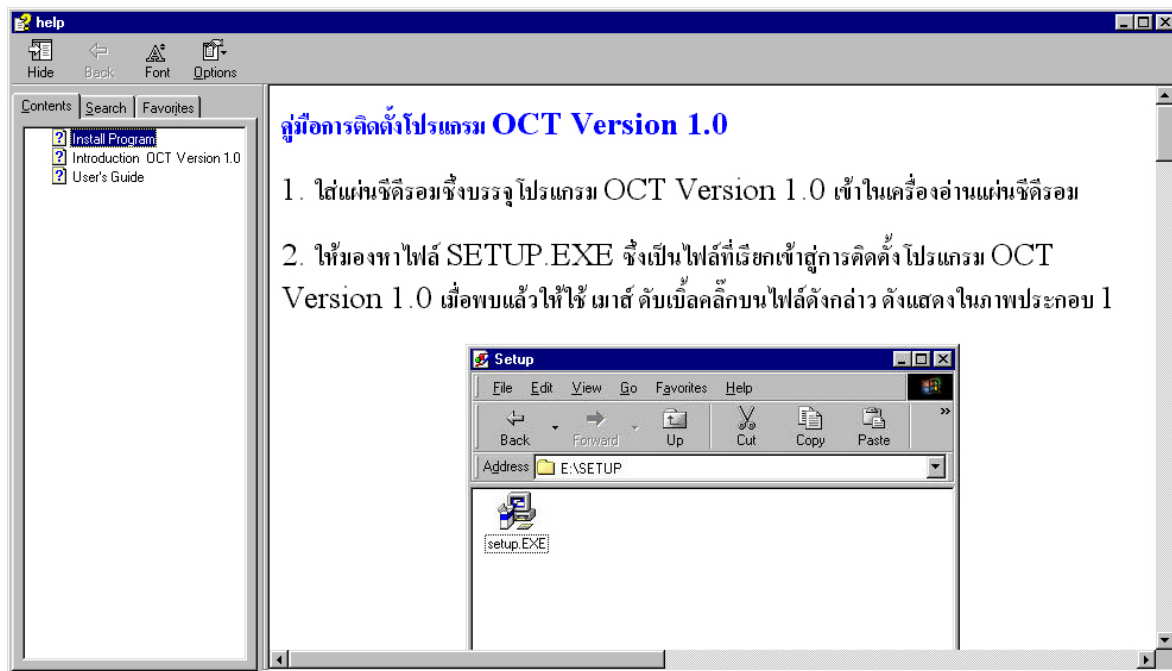 help
Hide Back Font Options
Contents Search Favorites
Install Program
Introduction OCT Version 1.0
User's Guide
คู่มือการติดตั้งโปรแกรม OCT Version 1.0
1. ใส่แผ่นซีดีรอมซึ่งบรรจุโปรแกรม OCT Version 1.0 เข้าในเครื่องอ่านแผ่นซีดีรอม
2. ให้มองหาไฟล์ SETUP.EXE ซึ่งเป็นไฟล์ที่เรียกเข้าสู่การติดตั้งโปรแกรม OCT
Version 1.0 เมื่อพบแล้วให้ใช้ เมาส์ ดับเบิ้ลคลิ๊กบนไฟล์ดังกล่าว ดังแสดงในภาพประกอบ 1
Setup
File Edit View Go Favorites Help
Back Forward Up Cut Copy Paste »
Address E:\SETUP
setup.EXE